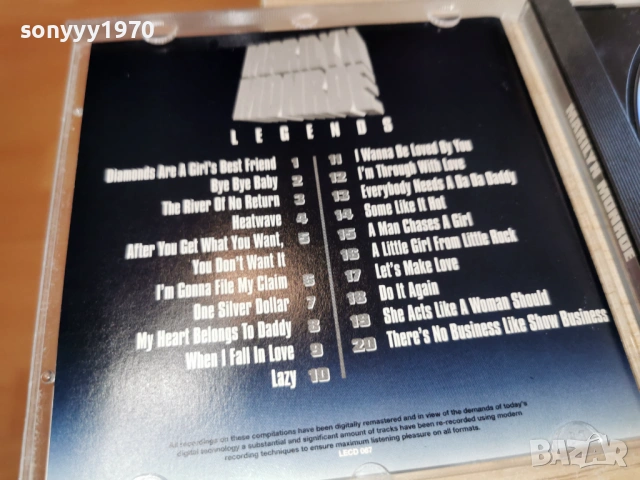 sonyyy1970
LEGENDS
Diamonds Are A Girl's Best Friend 1
Bye Bye Baby 2
The River Of No Return 3
Heatwave 4
After You Get What You Want, 5
You Don't Want It
I'm Gonna File My Claim 6
One Silver Dollar 7
My Heart Belongs To Daddy 8
When I Fall In Love 9
Lazy 10
11 I Wanna Be Loved By You
12 I'm Through With Love
13 Everybody Needs A Da Da Daddy
14 Some Like It Hot
15 A Man Chases A Girl
16 A Little Girl From Little Rock
17 Let's Make Love
18 Do It Again
19 She Acts Like A Woman Should
20 There's No Business Like Show Business
All recordings on these compilations have been digitally remastered and in view of the demands of today's
digital technology a substantial and significant amount of tracks have been re-recorded using modern
recording techniques to ensure maximum listening pleasure on all formats.
LECD 067
MARILYN MONROE
bazar